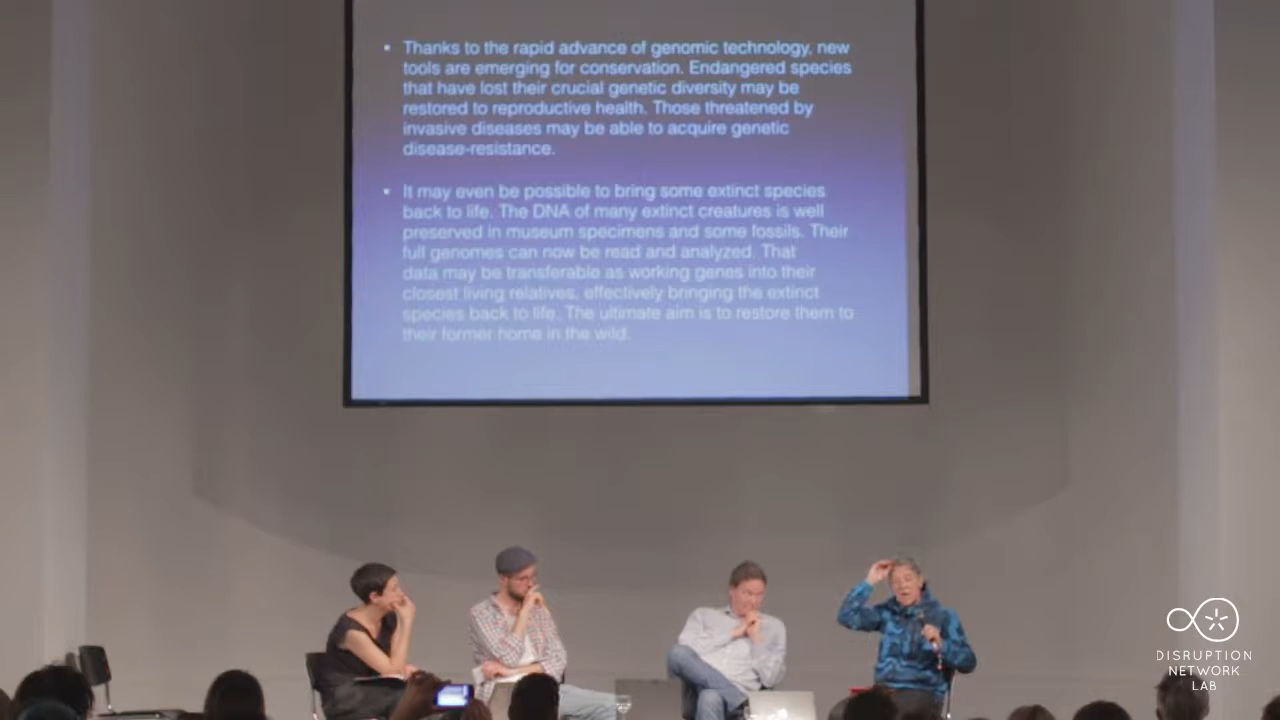 • Thanks to the rapid advance of genomic technology, new
tools are emerging for conservation. Endangered species
that have lost their crucial genetic diversity may be
restored to reproductive health. Those threatened by
invasive diseases may be able to acquire genetic
disease-resistance.
• It may even be possible to bring some extinct species
back to life. The DNA of many extinct creatures is well
preserved in museum specimens and some fossils. Their
full genomes can now be read and analyzed. That
data may be transferable as working genes into their
closest living relatives, effectively bringing the extinct
species back to life. The ultimate aim is to restore them to
their former home in the wild.
DISRUPTION
NETWORK
LAB